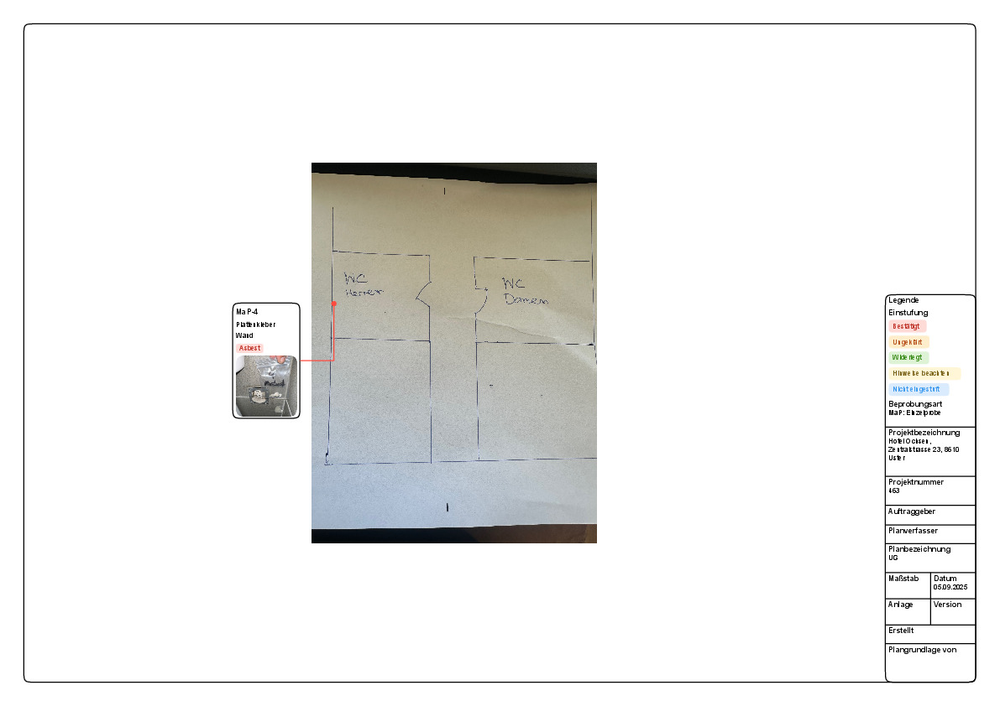 WC
Herren
WC
Damen
MaP-4
Plattenkleber
Wand
Asbest
Legende
Einstufung
Bestätigt
Ungeklärt
Widerlegt
Hinweise beachten
Nicht eingestuft
Beprobungsart
MaP: Einzelprobe
Projektbezeichnung
Hotel Ochsen,
Zentralstrasse 23, 8610
Uster
Projektnummer
463
Auftraggeber
Planverfasser
Planbezeichnung
UG
Maßstab
Datum
05.09.2025
Anlage
Version
Erstellt
Plangrundlage von